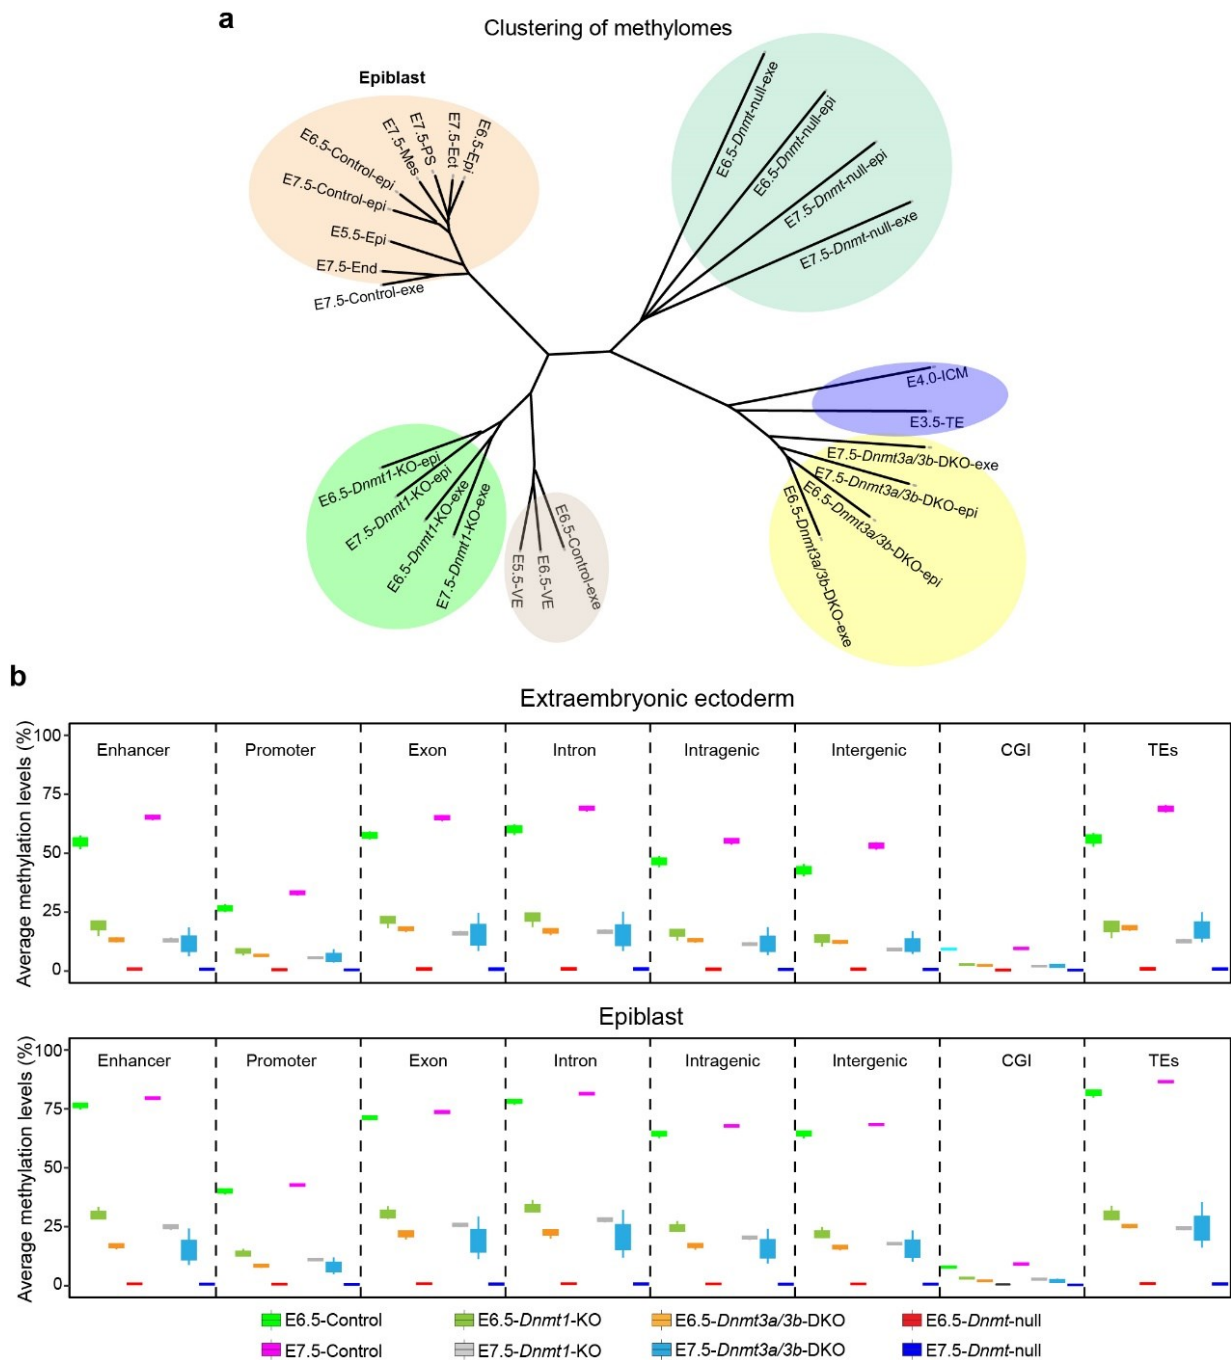 a
Clustering of methylomes
Epiblast
E6.5-Control-epi
E7.5-Mes
E7.5-PS
E7.5-Ect
E6.5-Epi
E7.5-Control-epi
E5.5-Epi
E7.5-End
E7.5-Control-exe
E6.5-Dnmt-null-exe
E6.5-Dnmt-null-epi
E7.5-Dnmt-null-epi
E7.5-Dnmt-null-exe
E4.0-ICM
E3.5-TE
E7.5-Dnmt3a/3b-DKO-exe
E7.5-Dnmt3a/3b-DKO-epi
E6.5-Dnmt3a/3b-DKO-epi
E6.5-Dnmt3a/3b-DKO-exe
E6.5-Dnmt1-KO-epi
E7.5-Dnmt1-KO-epi
E6.5-Dnmt1-KO-exe
E7.5-Dnmt1-KO-exe
E5.5-VE
E6.5-VE
E6.5-Control-exe
b
Extraembryonic ectoderm
Average methylation levels (%)
100
75
50
25
0
Enhancer Promoter Exon Intron Intragenic Intergenic CGI TEs
Epiblast
Average methylation levels (%)
100
75
50
25
0
Enhancer Promoter Exon Intron Intragenic Intergenic CGI TEs
E6.5-Control E6.5-Dnmt1-KO E6.5-Dnmt3a/3b-DKO E6.5-Dnmt-null
E7.5-Control E7.5-Dnmt1-KO E7.5-Dnmt3a/3b-DKO E7.5-Dnmt-null